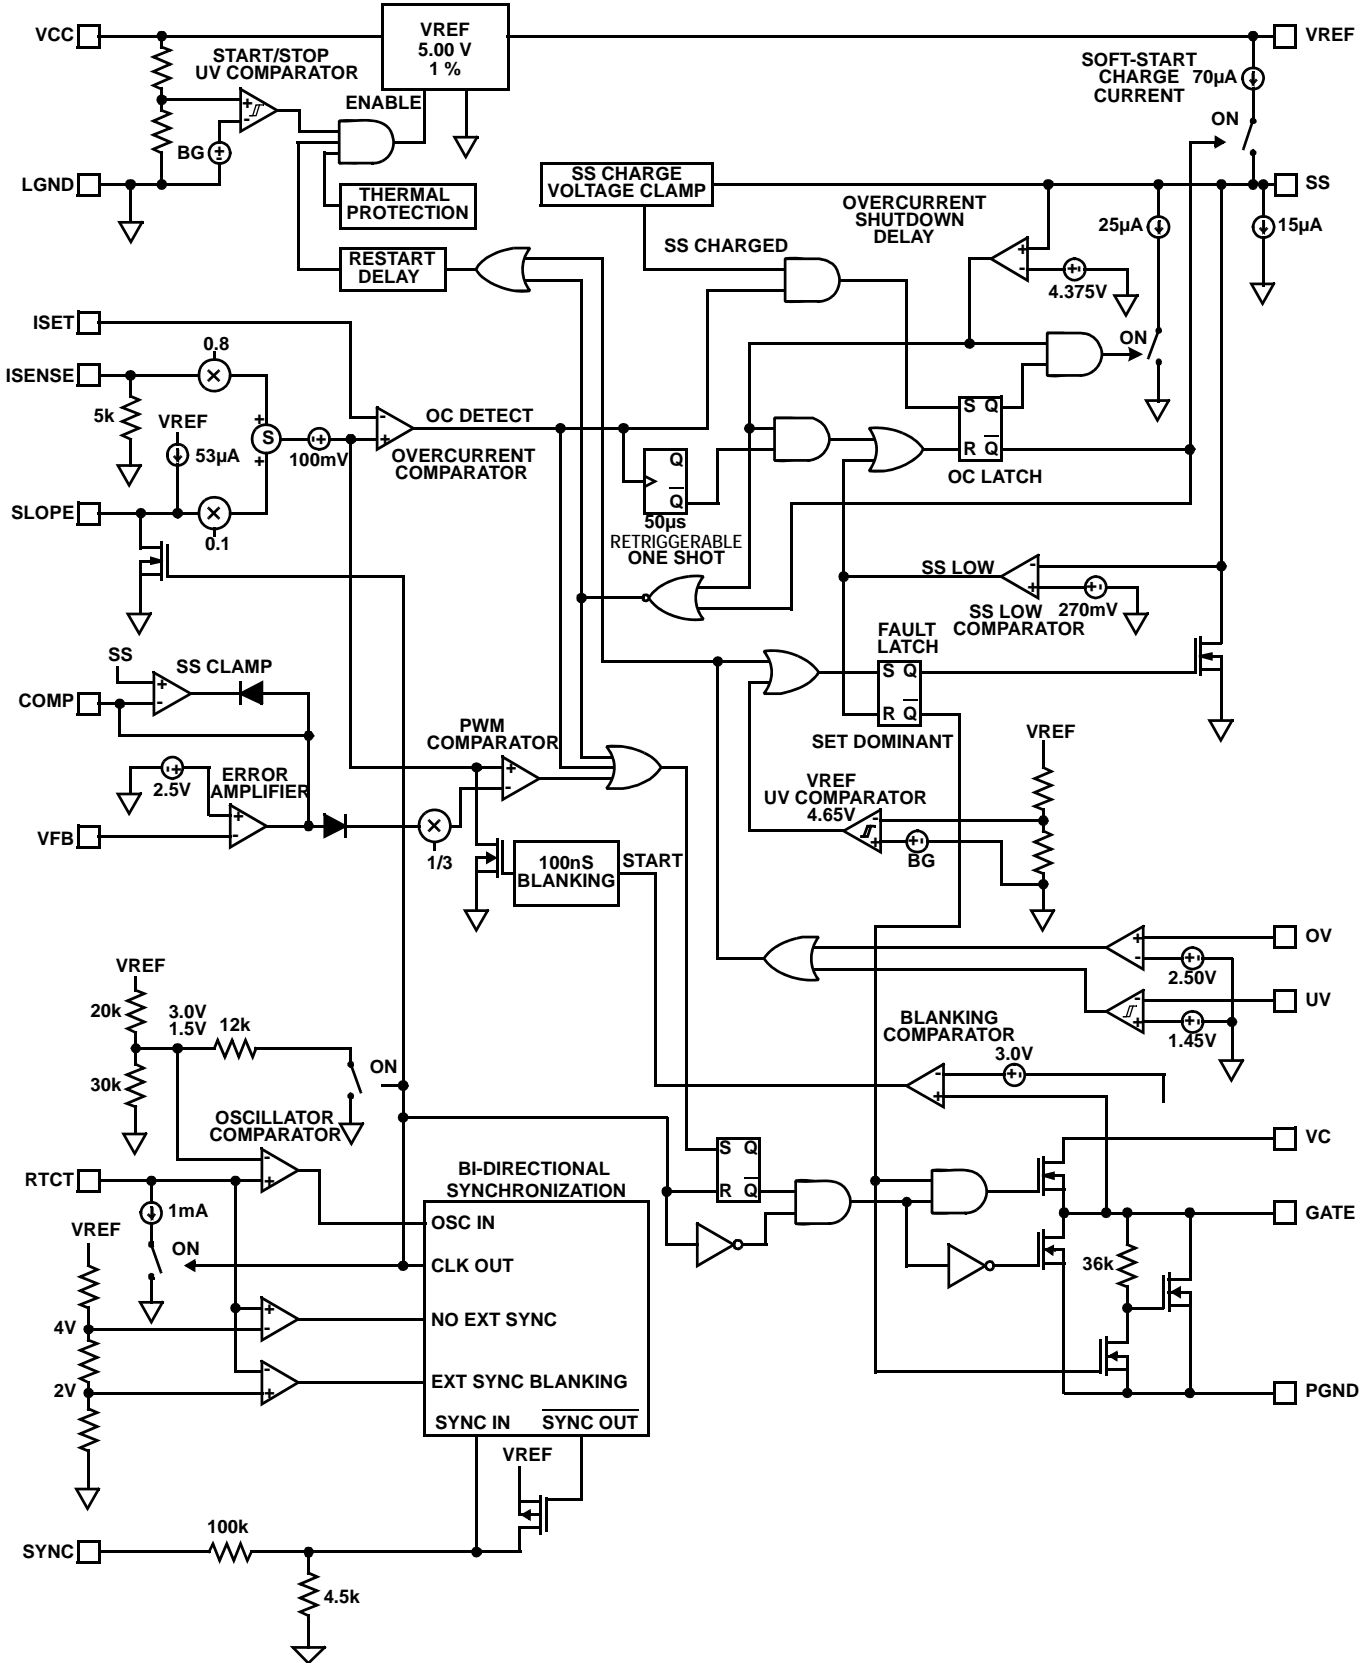 VCC
VREF
5.00 V
1 %
VREF
START/STOP
UV COMPARATOR
ENABLE
SOFT-START
CHARGE
CURRENT
70µA
ON
BG
LGND
THERMAL
PROTECTION
SS CHARGE
VOLTAGE CLAMP
SS
OVERCURRENT
SHUTDOWN
DELAY
25µA
15µA
SS CHARGED
RESTART
DELAY
+
-
4.375V
ISET
ON
0.8
ISENSE
5k
VREF
53µA
+
S
+
100mV
-
+
OC DETECT
OVERCURRENT
COMPARATOR
S Q
R Q
OC LATCH
Q
Q
50µs
RETRIGGERABLE
ONE SHOT
SLOPE
0.1
SS LOW
-
+
SS LOW
COMPARATOR
270mV
FAULT
LATCH
S Q
R Q
SET DOMINANT
SS
SS CLAMP
COMP
+
-
PWM
COMPARATOR
+
-
VREF
2.5V
ERROR
AMPLIFIER
+
-
VFB
1/3
VREF
UV COMPARATOR
4.65V
-
+
BG
100nS
BLANKING
START
OV
+
-
2.50V
UV
-
+
1.45V
VREF
20k
3.0V
1.5V
12k
30k
ON
BLANKING
COMPARATOR
3.0V
-
+
OSCILLATOR
COMPARATOR
-
+
S Q
R Q
VC
RTCT
1mA
BI-DIRECTIONAL
SYNCHRONIZATION
OSC IN
GATE
VREF
ON
CLK OUT
36k
4V
+
-
NO EXT SYNC
2V
-
+
EXT SYNC BLANKING
PGND
SYNC IN
SYNC OUT
VREF
SYNC
100k
4.5k